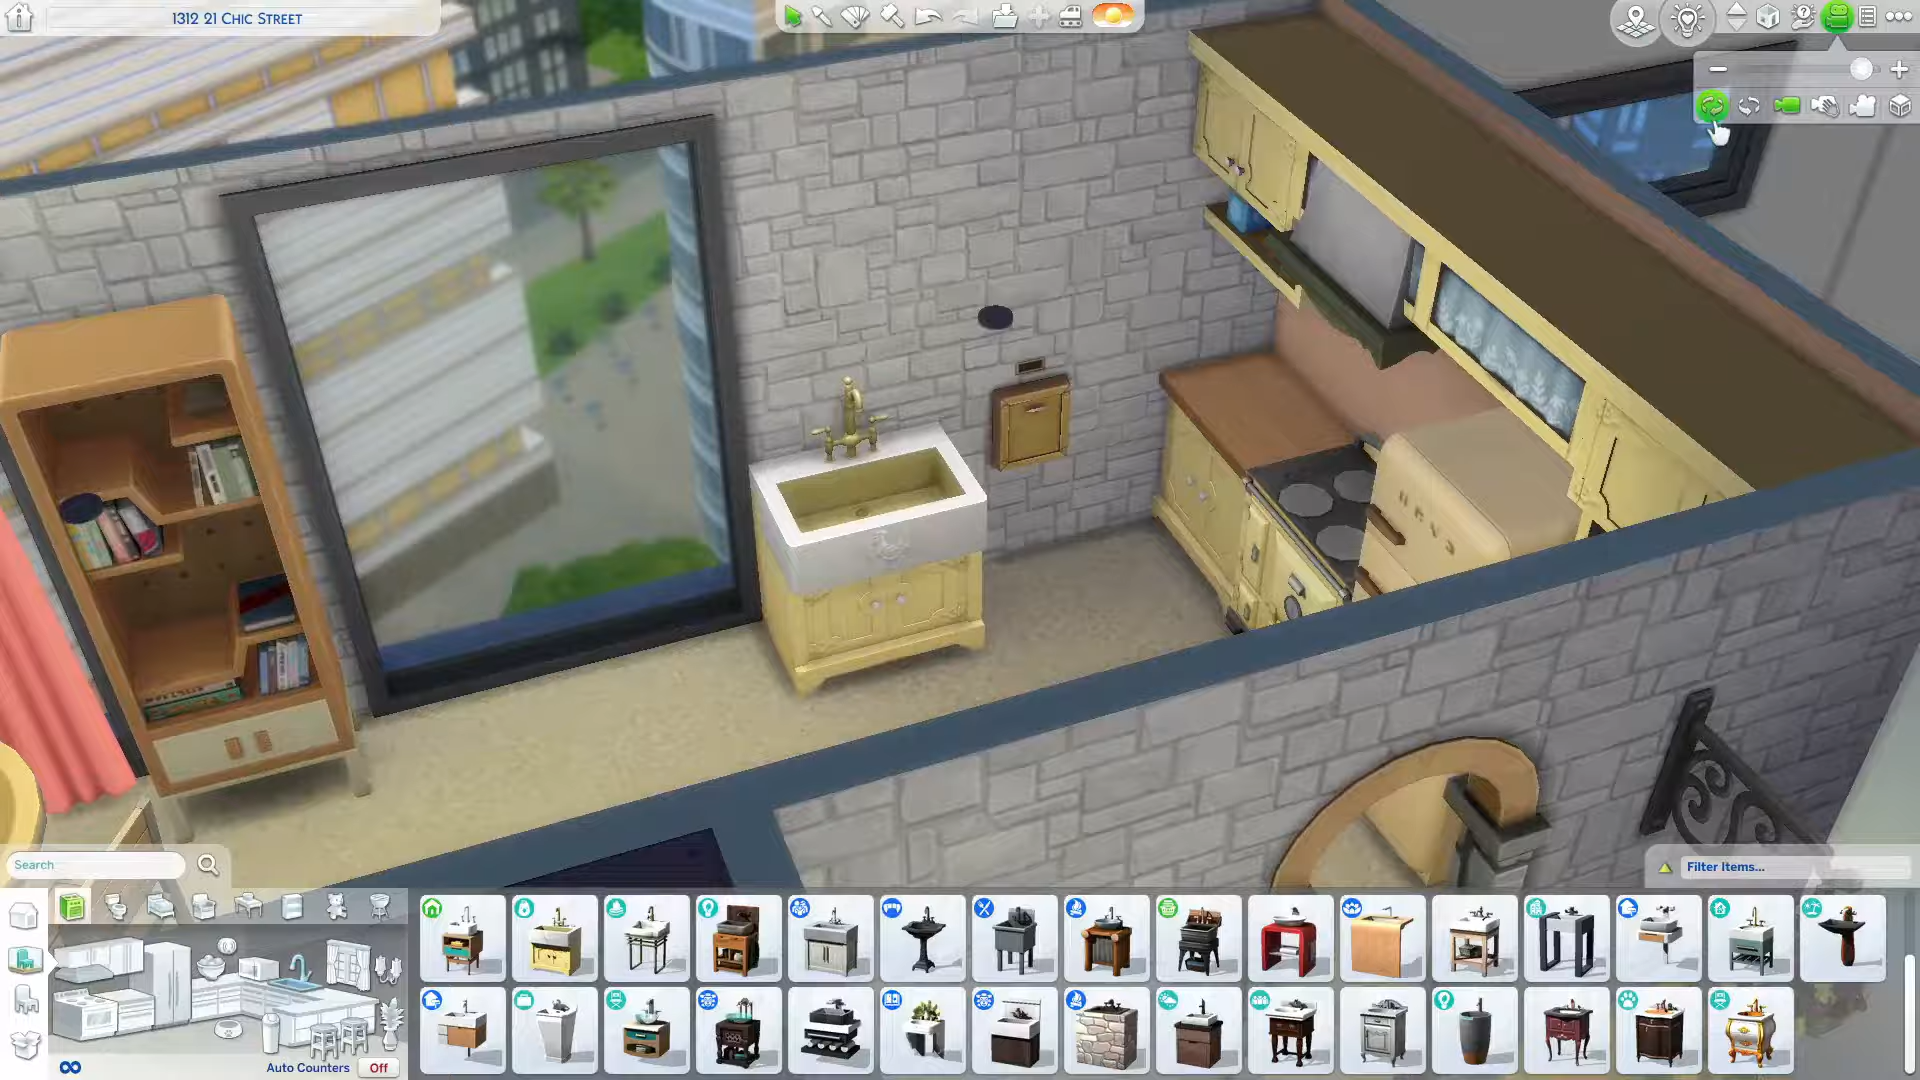 1312 21 Chic Street
Search
Filter Items...
Auto Counters
Off